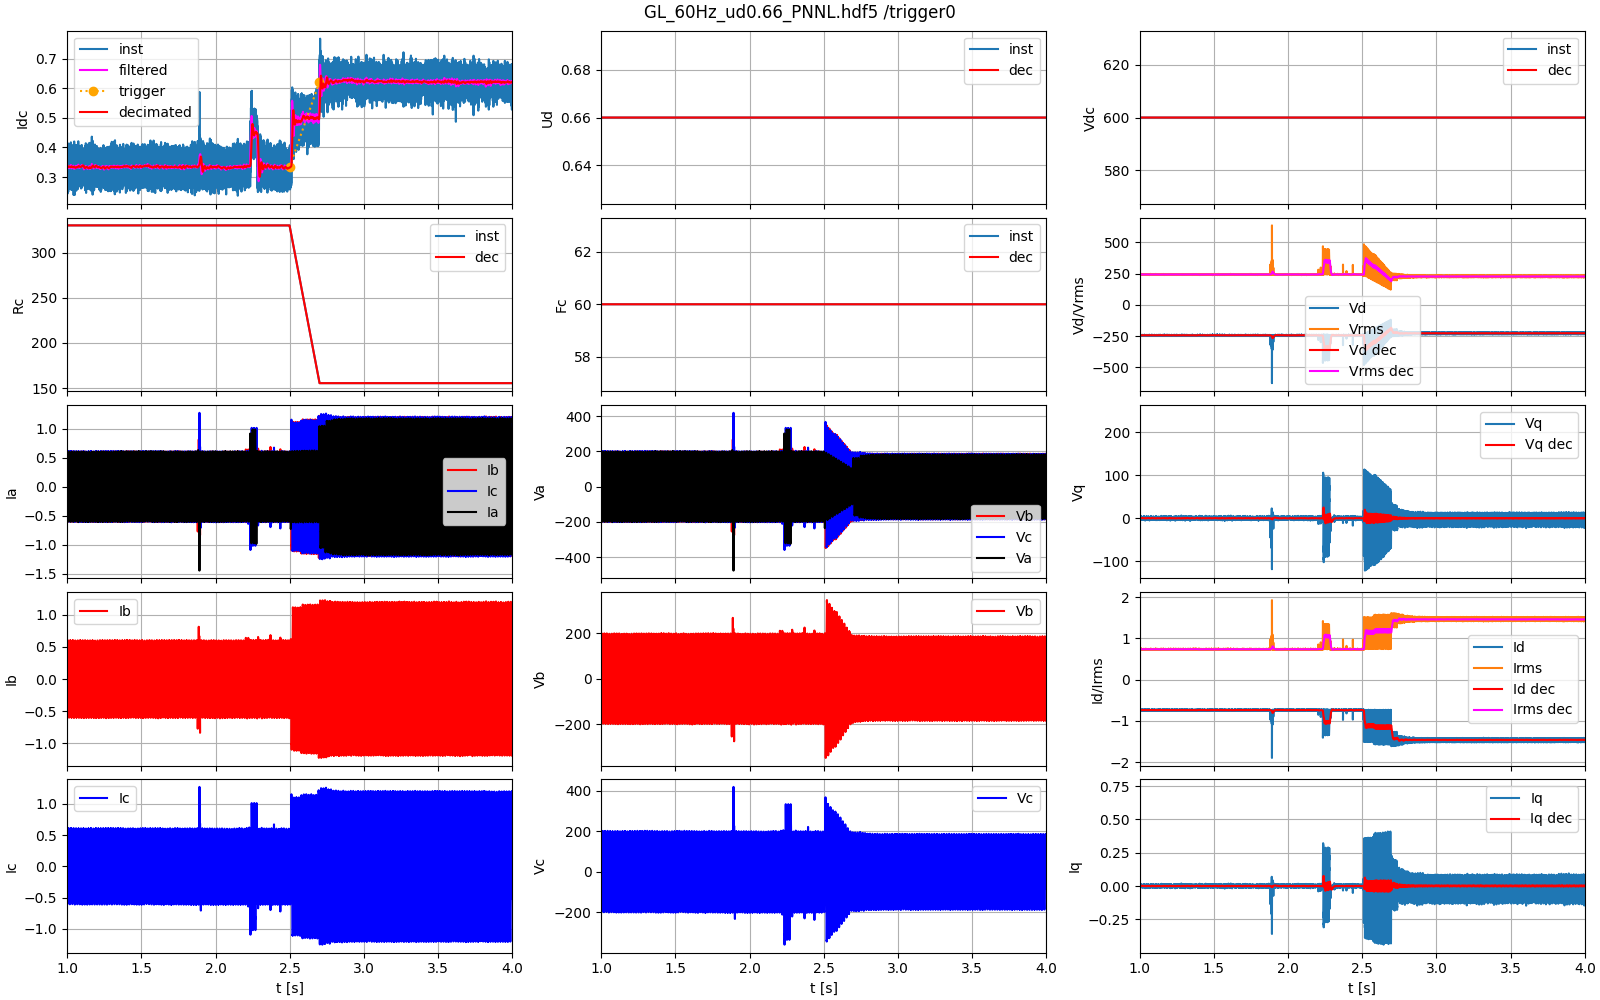 GL_60Hz_ud0.66_PNNL.hdf5 /trigger0
Idc
0.7
0.6
0.5
0.4
0.3
inst
filtered
trigger
decimated
Ud
0.68
0.66
0.64
inst
dec
Vdc
620
600
580
inst
dec
Rc
300
250
200
150
inst
dec
Fc
62
60
58
inst
dec
Vd/Vrms
500
250
0
−250
−500
Vd
Vrms
Vd dec
Vrms dec
Ia
1.0
0.5
0.0
−0.5
−1.0
−1.5
Ib
Ic
Ia
Va
400
200
0
−200
−400
Vb
Vc
Va
Vq
200
100
0
−100
Vq
Vq dec
Ib
1.0
0.5
0.0
−0.5
−1.0
Ib
Vb
200
0
−200
Vb
Id/Irms
2
1
0
−1
−2
Id
Irms
Id dec
Irms dec
Ic
1.0
0.5
0.0
−0.5
−1.0
Ic
1.0 1.5 2.0 2.5 3.0 3.5 4.0
t [s]
Vc
400
200
0
−200
Vc
1.0 1.5 2.0 2.5 3.0 3.5 4.0
t [s]
Iq
0.75
0.50
0.25
0.00
−0.25
Iq
Iq dec
1.0 1.5 2.0 2.5 3.0 3.5 4.0
t [s]